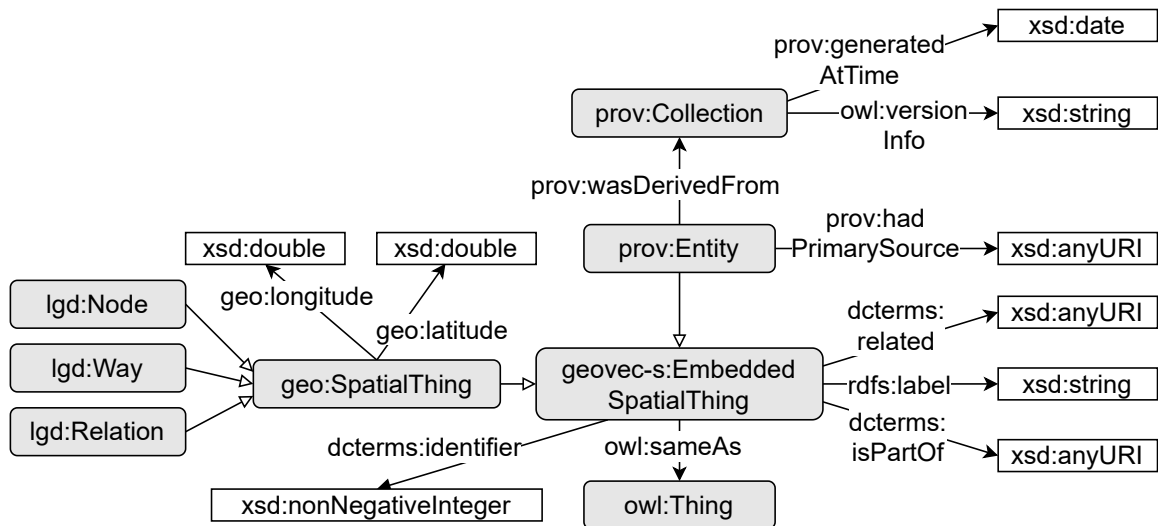 xsd:date
prov:generated
AtTime
prov:Collection
owl:version
Info
xsd:string
prov:wasDerivedFrom
prov:had
PrimarySource
prov:Entity
xsd:anyURI
xsd:double
xsd:double
geo:longitude
geo:latitude
lgd:Node
lgd:Way
lgd:Relation
geo:SpatialThing
geovec-s:Embedded
SpatialThing
dcterms:
related
xsd:anyURI
rdfs:label
xsd:string
dcterms:
isPartOf
xsd:anyURI
dcterms:identifier
owl:sameAs
xsd:nonNegativeInteger
owl:Thing